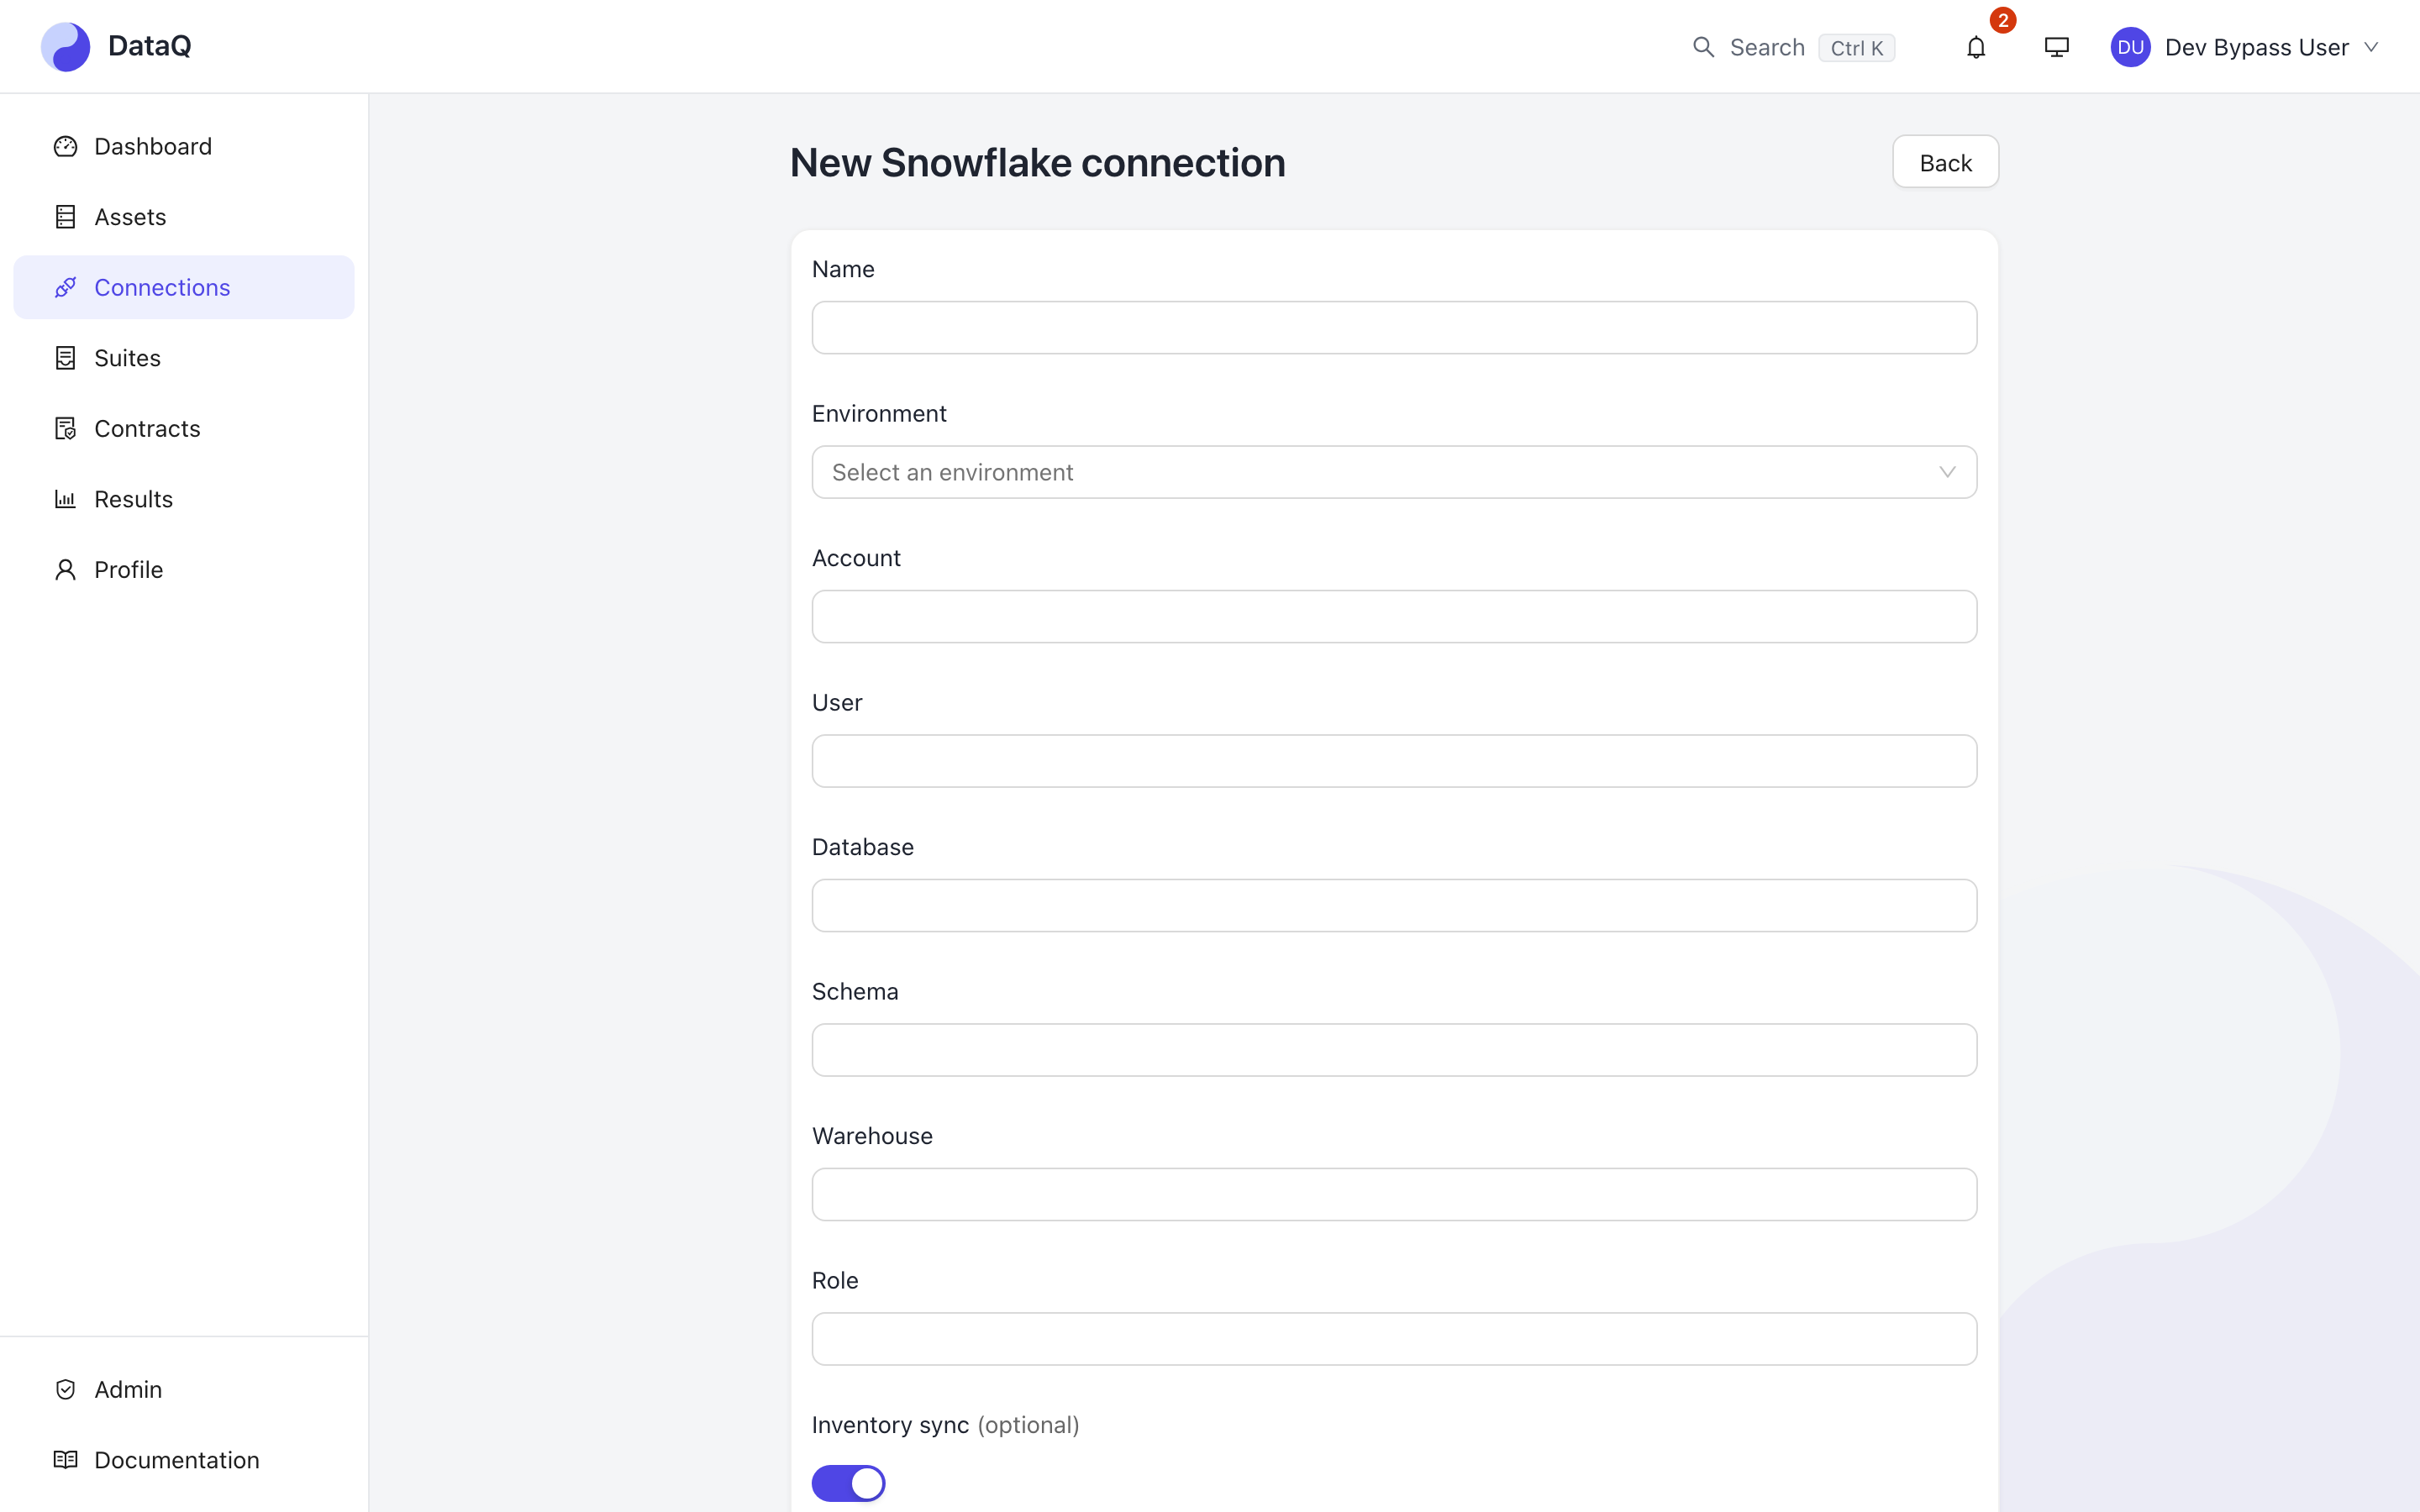 DataQ
Search Ctrl K
2
DU Dev Bypass User
Dashboard
Assets
Connections
Suites
Contracts
Results
Profile
Admin
Documentation
New Snowflake connection
Back
Name
Environment
Select an environment
Account
User
Database
Schema
Warehouse
Role
Inventory sync (optional)